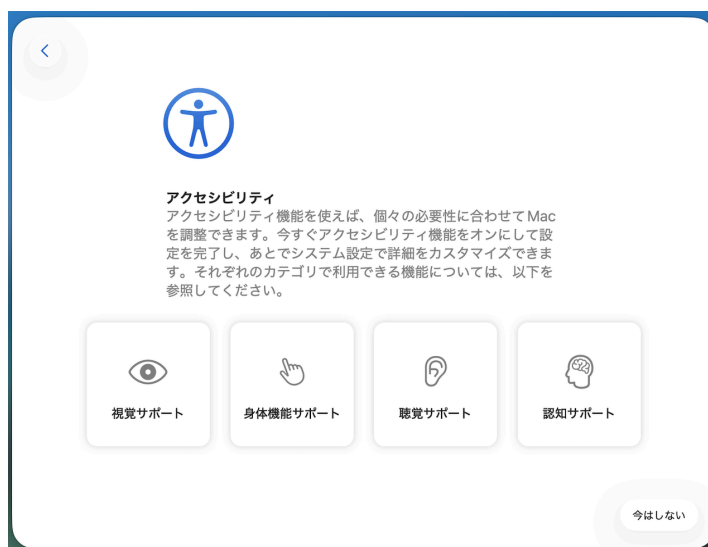 アクセシビリティ
アクセシビリティ機能を使えば、個々の必要性に合わせて Mac
を調整できます。今すぐアクセシビリティ機能をオンにして設
定を完了し、あとでシステム設定で詳細をカスタマイズできま
す。それぞれのカテゴリで利用できる機能については、以下を
参照してください。
視覚サポート
身体機能サポート
聴覚サポート
認知サポート
今はしない